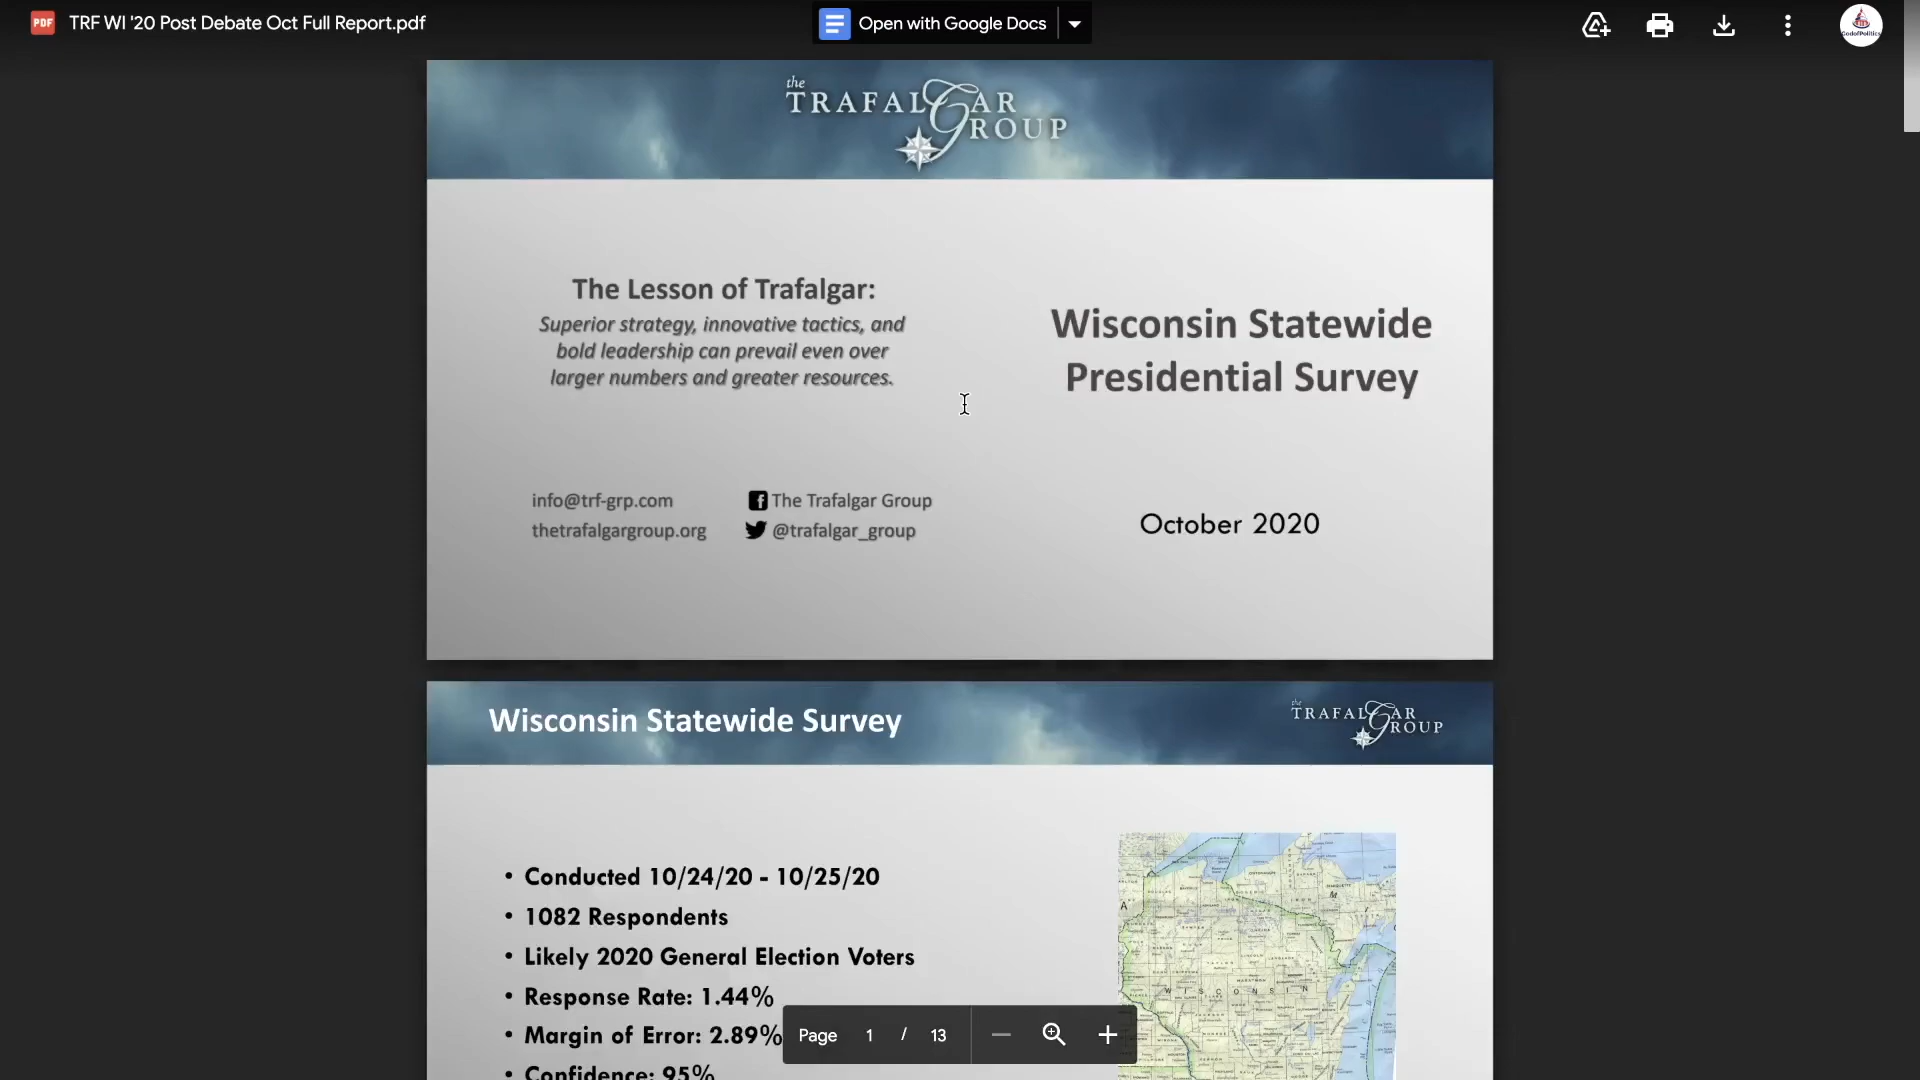 PDF TRF WI '20 Post Debate Oct Full Report.pdf
Open with Google Docs
GodofPolitics
the
TRAFALGAR
GROUP
The Lesson of Trafalgar:
Superior strategy, innovative tactics, and
bold leadership can prevail even over
larger numbers and greater resources.
Wisconsin Statewide
Presidential Survey
info@trf-grp.com
The Trafalgar Group
thetrafalgargroup.org
@trafalgar_group
October 2020
Wisconsin Statewide Survey
the
TRAFALGAR
GROUP
• Conducted 10/24/20 - 10/25/20
• 1082 Respondents
• Likely 2020 General Election Voters
• Response Rate: 1.44%
• Margin of Error: 2.89%
• Confidence: 95%
WISCONSIN
Page 1 / 13